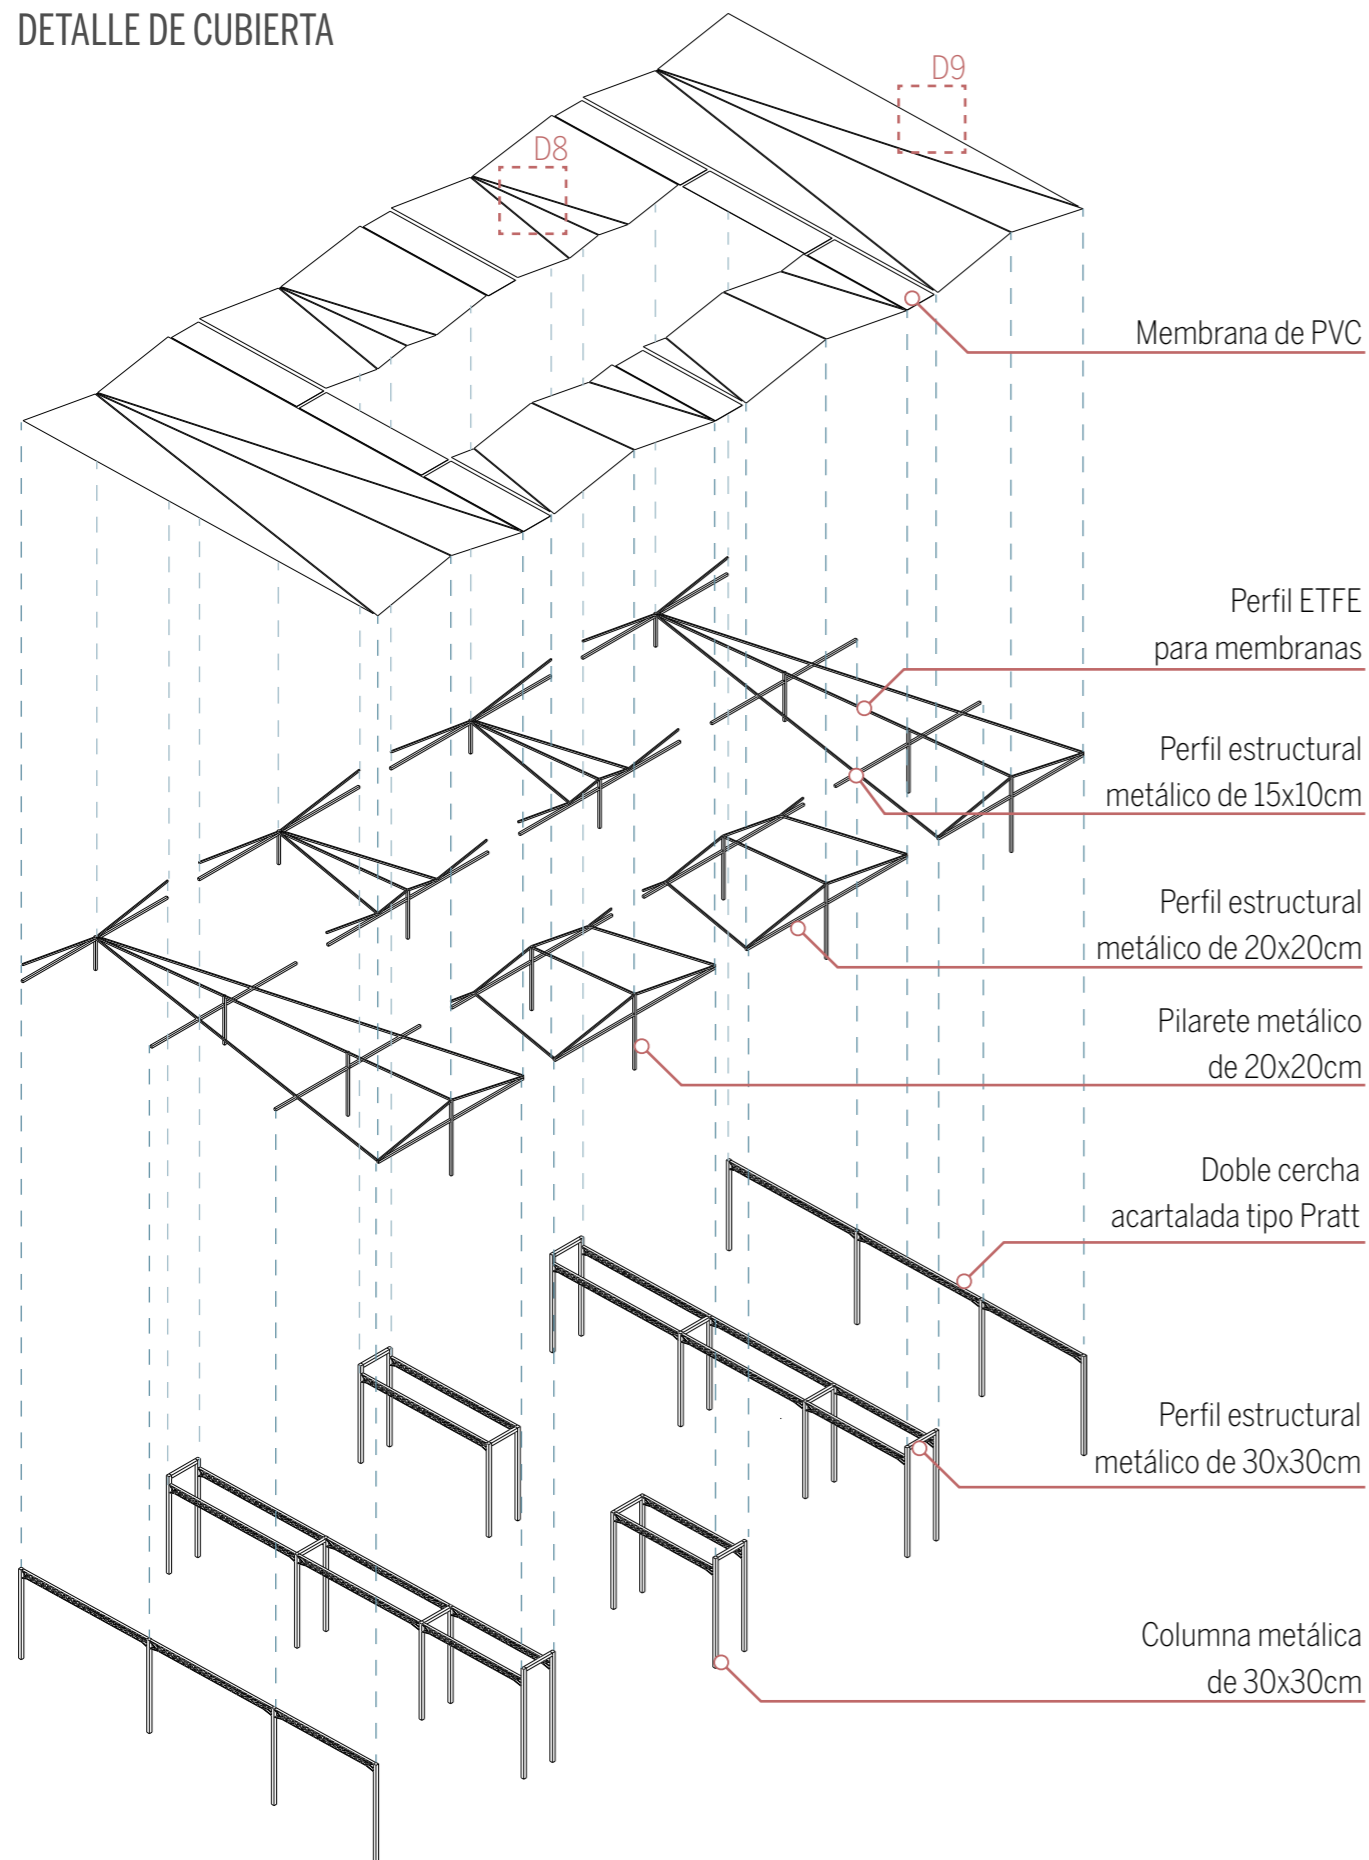 DETALLE DE CUBIERTA
D9
D8
Membrana de PVC
Perfil ETFE
para membranas
Perfil estructural
metálico de 15x10cm
Perfil estructural
metálico de 20x20cm
Pilarete metálico
de 20x20cm
Doble cercha
acartalada tipo Pratt
Perfil estructural
metálico de 30x30cm
Columna metálica
de 30x30cm